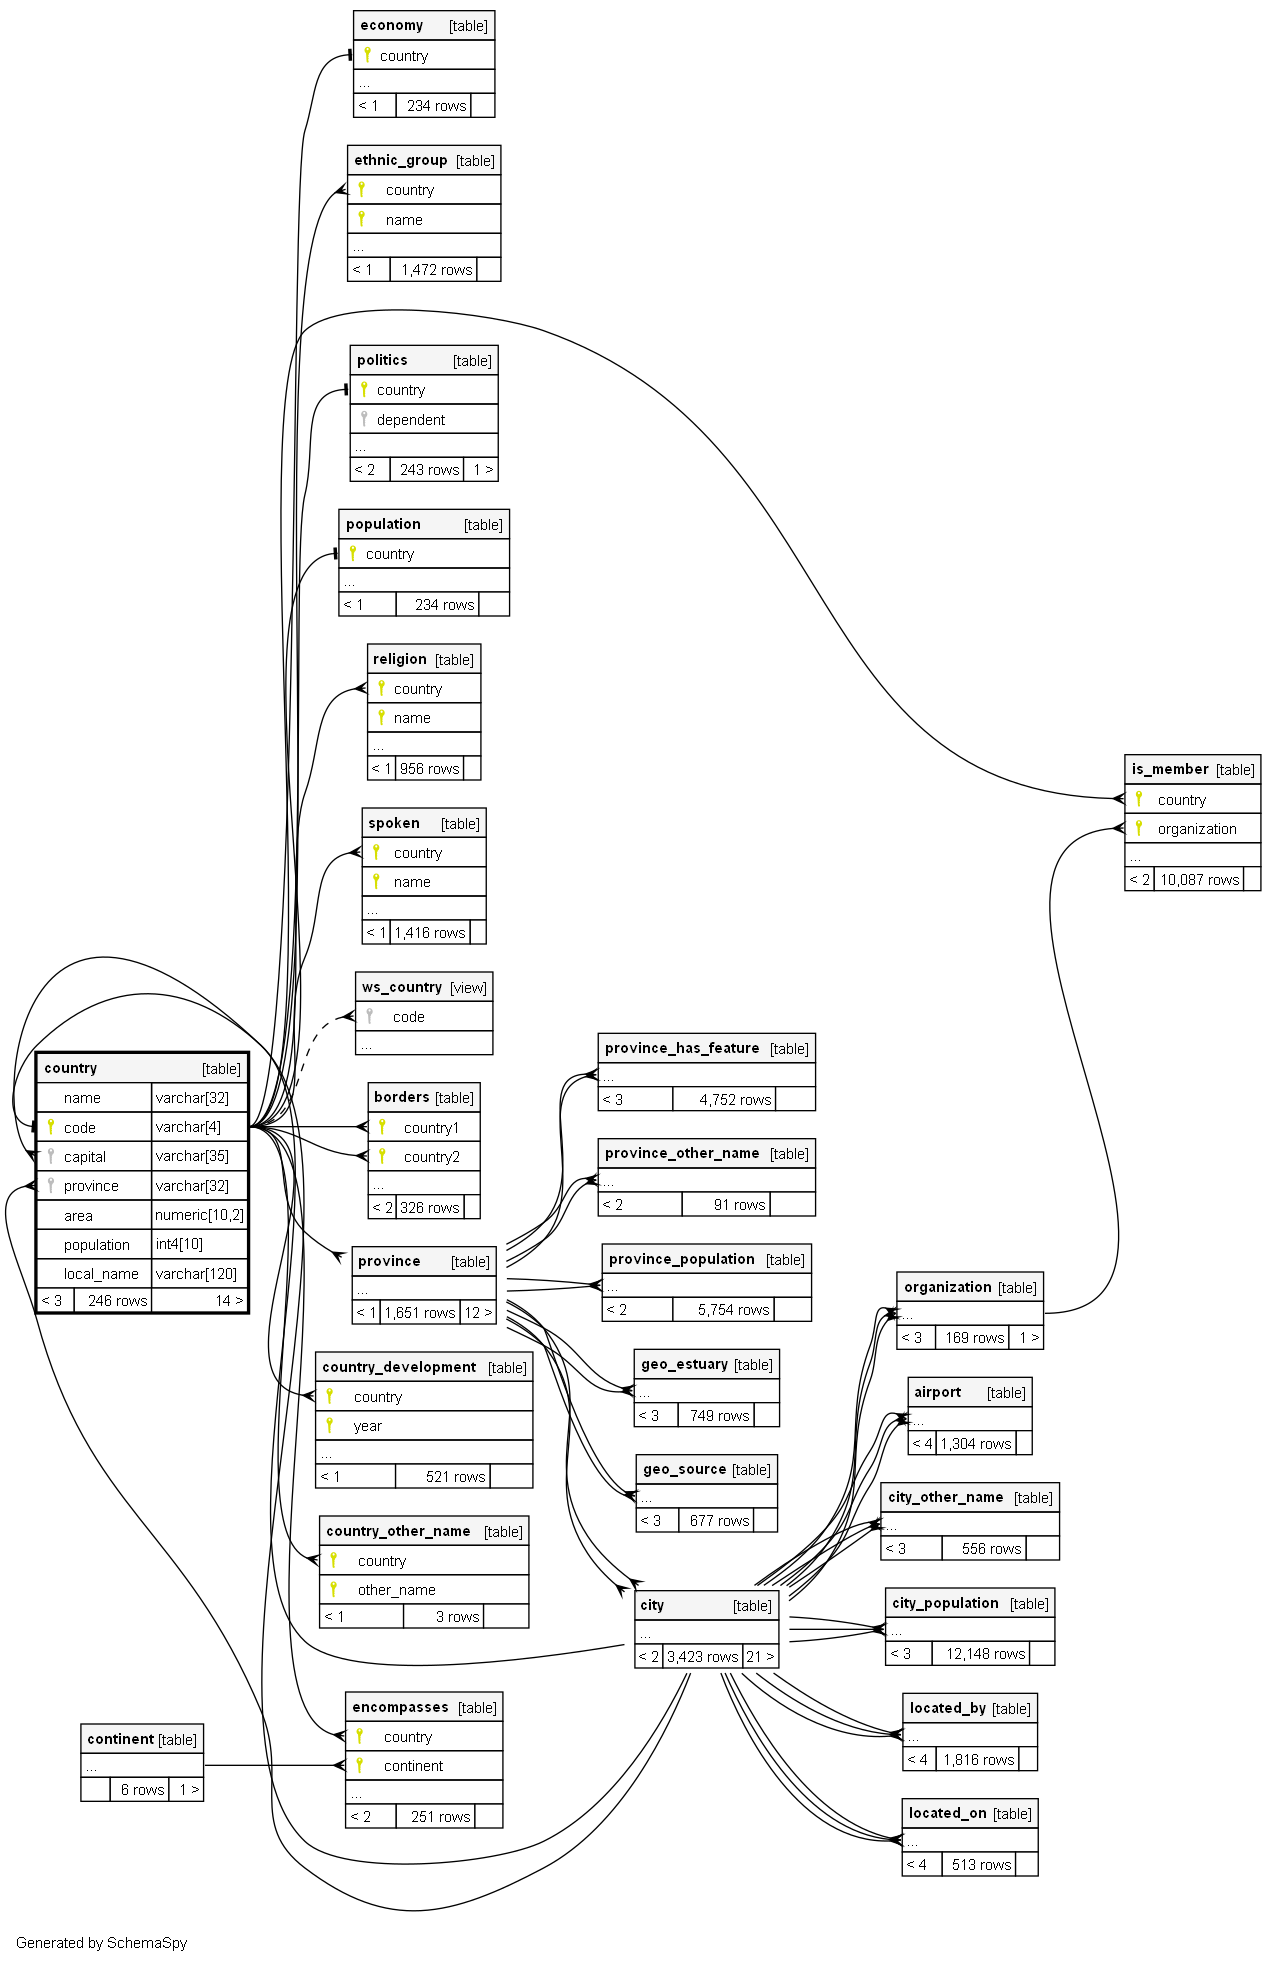 economy [table]
country
...
< 1 234 rows
ethnic_group [table]
country
name
...
< 1 1,472 rows
politics [table]
country
dependent
...
< 2 243 rows 1 >
population [table]
country
...
< 1 234 rows
religion [table]
country
name
...
< 1 956 rows
spoken [table]
country
name
...
< 1 1,416 rows
ws_country [view]
code
...
borders [table]
country1
country2
...
< 2 326 rows
country [table]
name varchar[32]
code varchar[4]
capital varchar[35]
province varchar[32]
area numeric[10,2]
population int4[10]
local_name varchar[120]
< 3 246 rows 14 >
province [table]
...
< 1 1,651 rows 12 >
country_development [table]
country
year
...
< 1 521 rows
country_other_name [table]
country
other_name
< 1 3 rows
continent [table]
...
6 rows 1 >
encompasses [table]
country
continent
...
< 2 251 rows
province_has_feature [table]
...
< 3 4,752 rows
province_other_name [table]
...
< 2 91 rows
province_population [table]
...
< 2 5,754 rows
geo_estuary [table]
...
< 3 749 rows
geo_source [table]
...
< 3 677 rows
city [table]
...
< 2 3,423 rows 21 >
organization [table]
...
< 3 169 rows 1 >
airport [table]
...
< 4 1,304 rows
city_other_name [table]
...
< 3 556 rows
city_population [table]
...
< 3 12,148 rows
located_by [table]
...
< 4 1,816 rows
located_on [table]
...
< 4 513 rows
is_member [table]
country
organization
...
< 2 10,087 rows
Generated by SchemaSpy